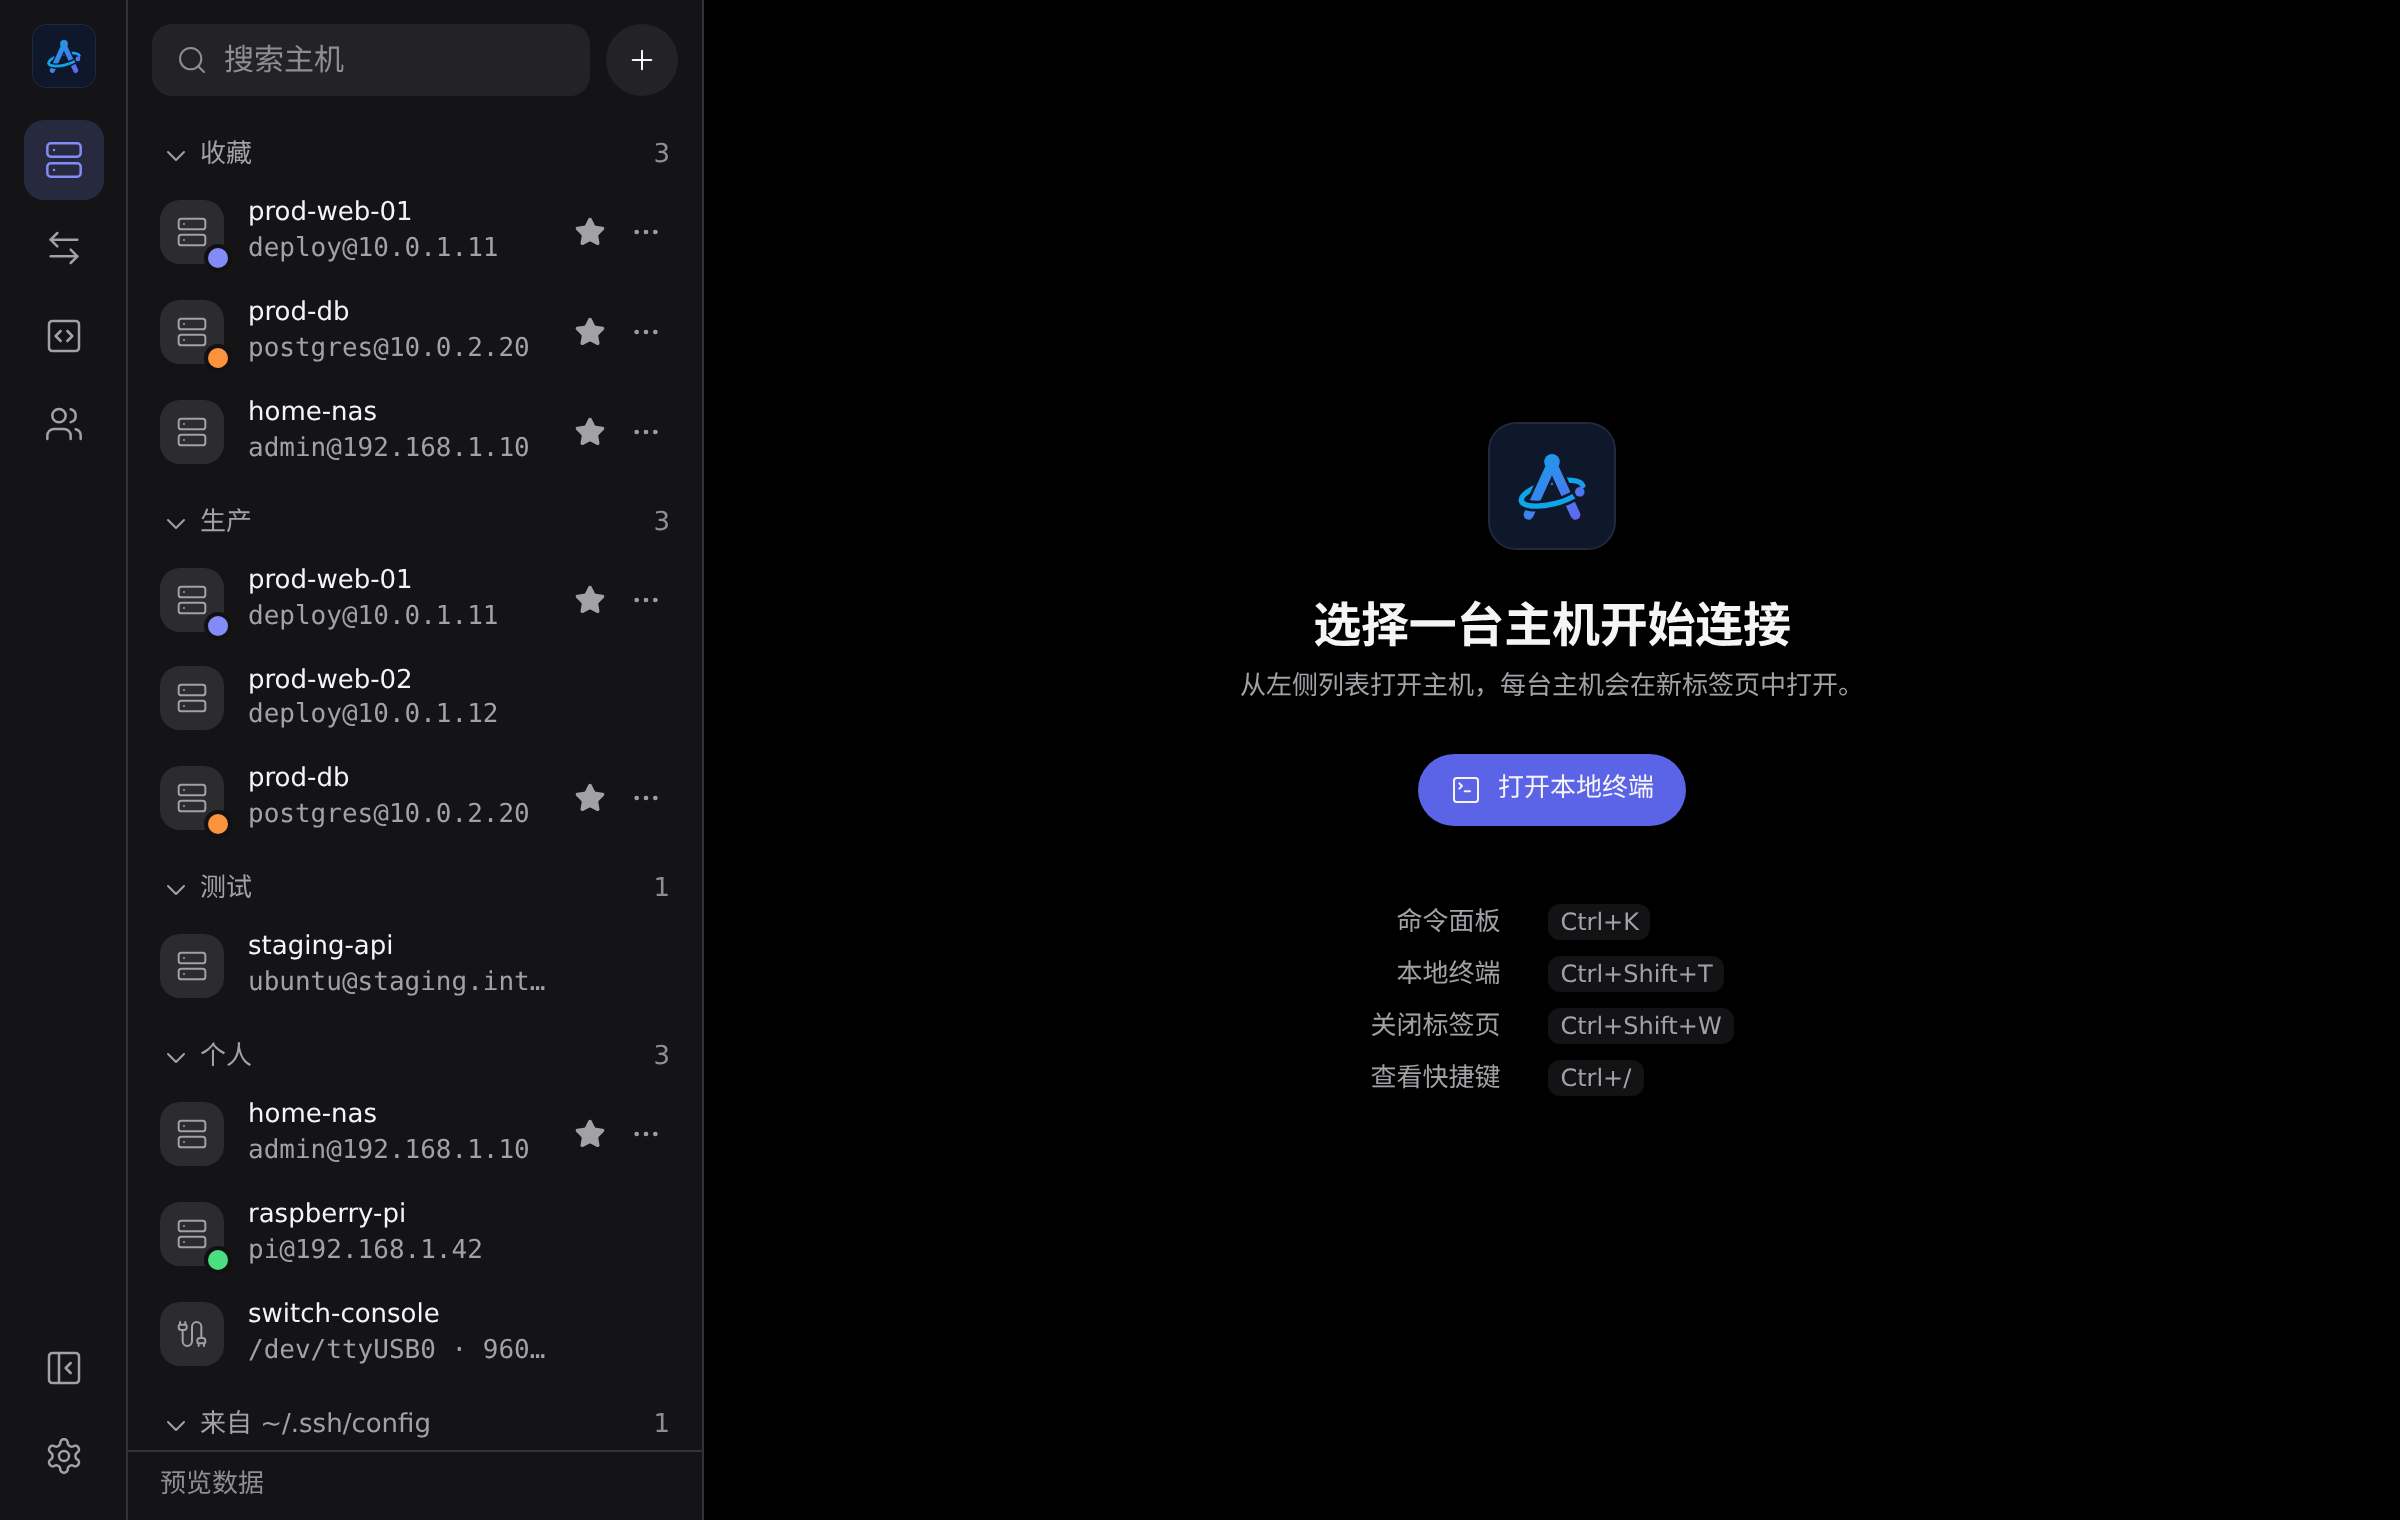 搜索主机
收藏 3
prod-web-01
deploy@10.0.1.11
prod-db
postgres@10.0.2.20
home-nas
admin@192.168.1.10
生产 3
prod-web-01
deploy@10.0.1.11
prod-web-02
deploy@10.0.1.12
prod-db
postgres@10.0.2.20
测试 1
staging-api
ubuntu@staging.int…
个人 3
home-nas
admin@192.168.1.10
raspberry-pi
pi@192.168.1.42
switch-console
/dev/ttyUSB0 · 960…
来自 ~/.ssh/config 1
预览数据
选择一台主机开始连接
从左侧列表打开主机，每台主机会在新标签页中打开。
打开本地终端
命令面板 Ctrl+K
本地终端 Ctrl+Shift+T
关闭标签页 Ctrl+Shift+W
查看快捷键 Ctrl+/